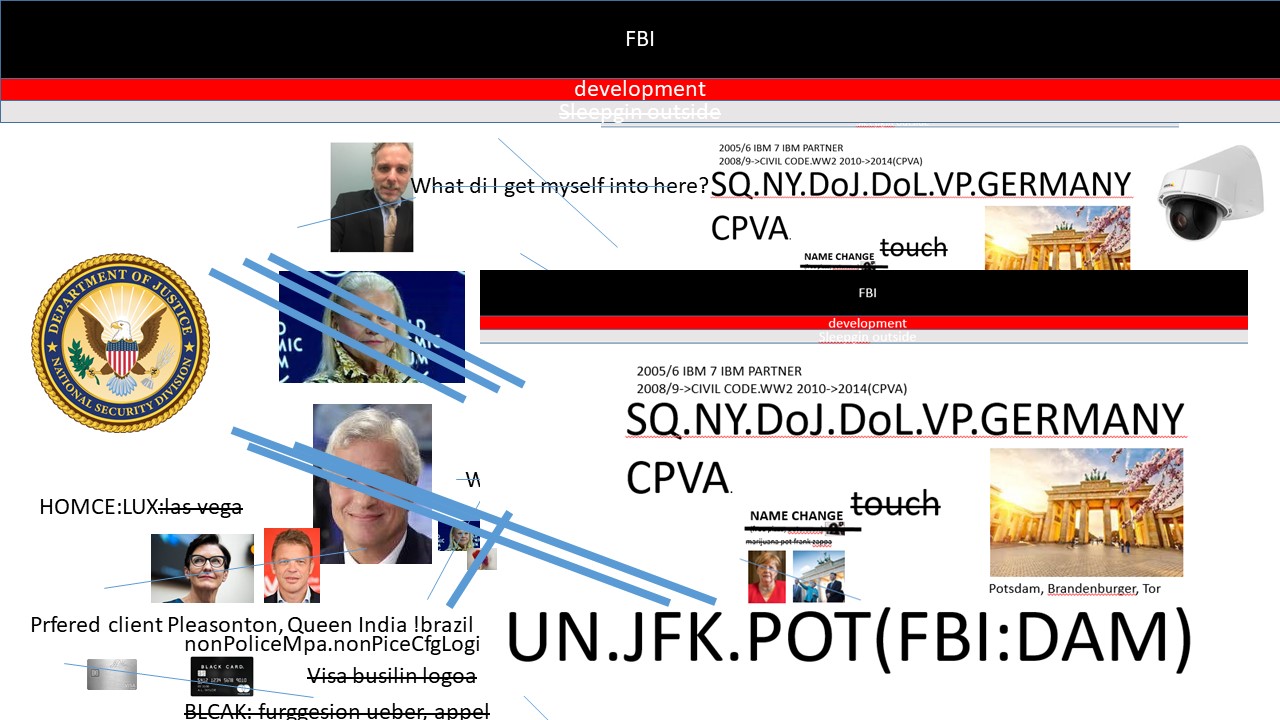 FBI
development
Sleepgin outside
2005/6 IBM 7 IBM PARTNER
2008/9->CIVIL CODE.WW2 2010->2014(CPVA)
What di I get myself into here?
SQ.NY.DoJ.DoL.VP.GERMANY
CPVA.
touch
NAME CHANGE
DEPARTMENT OF JUSTICE
NATIONAL SECURITY DIVISION
FBI
development
Sleepgin outside
2005/6 IBM 7 IBM PARTNER
2008/9->CIVIL CODE.WW2 2010->2014(CPVA)
SQ.NY.DoJ.DoL.VP.GERMANY
CPVA.
touch
NAME CHANGE
marijuana pot frank zappa
HOMCE:LUX:las vega
Potsdam, Brandenburger, Tor
UN.JFK.POT(FBI:DAM)
Prfered client Pleasonton, Queen India !brazil
nonPoliceMpa.nonPiceCfgLogi
BLACK CARD.
Visa busilin logoa
BLCAK: furggesion ueber, appel